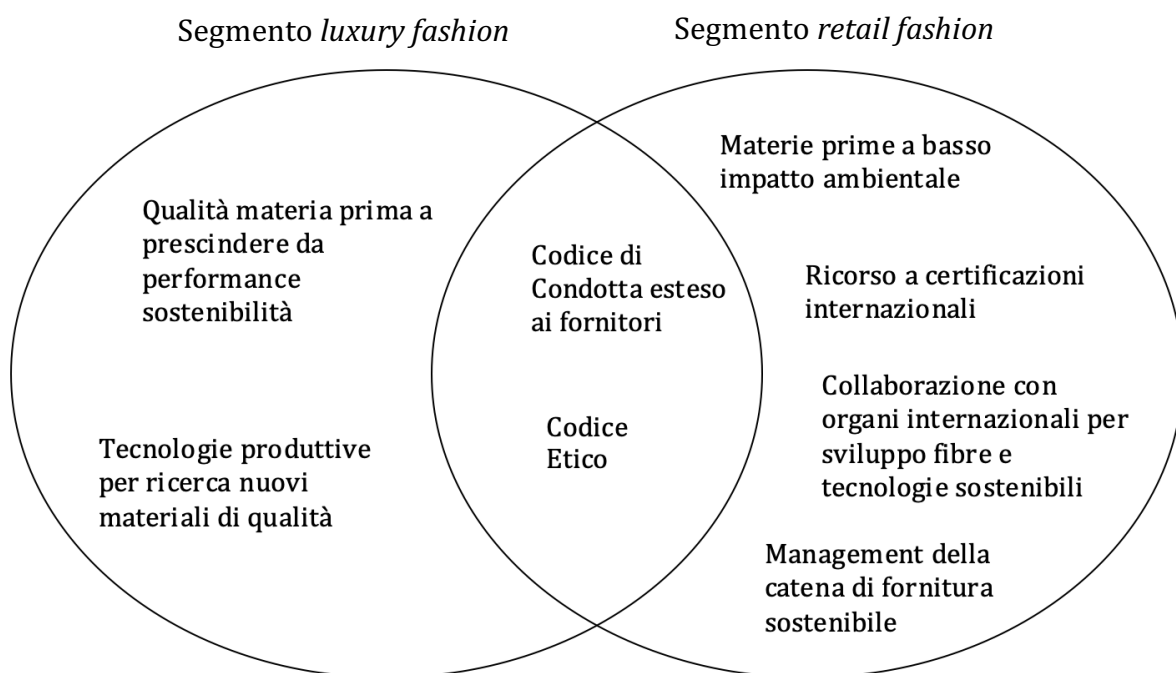 Segmento luxury fashion
Segmento retail fashion
Qualità materia prima a
prescindere da
performance
sostenibilità
Tecnologie produttive
per ricerca nuovi
materiali di qualità
Codice di
Condotta esteso
ai fornitori
Codice
Etico
Materie prime a basso
impatto ambientale
Ricorso a certificazioni
internazionali
Collaborazione con
organi internazionali per
sviluppo fibre e
tecnologie sostenibili
Management della
catena di fornitura
sostenibile